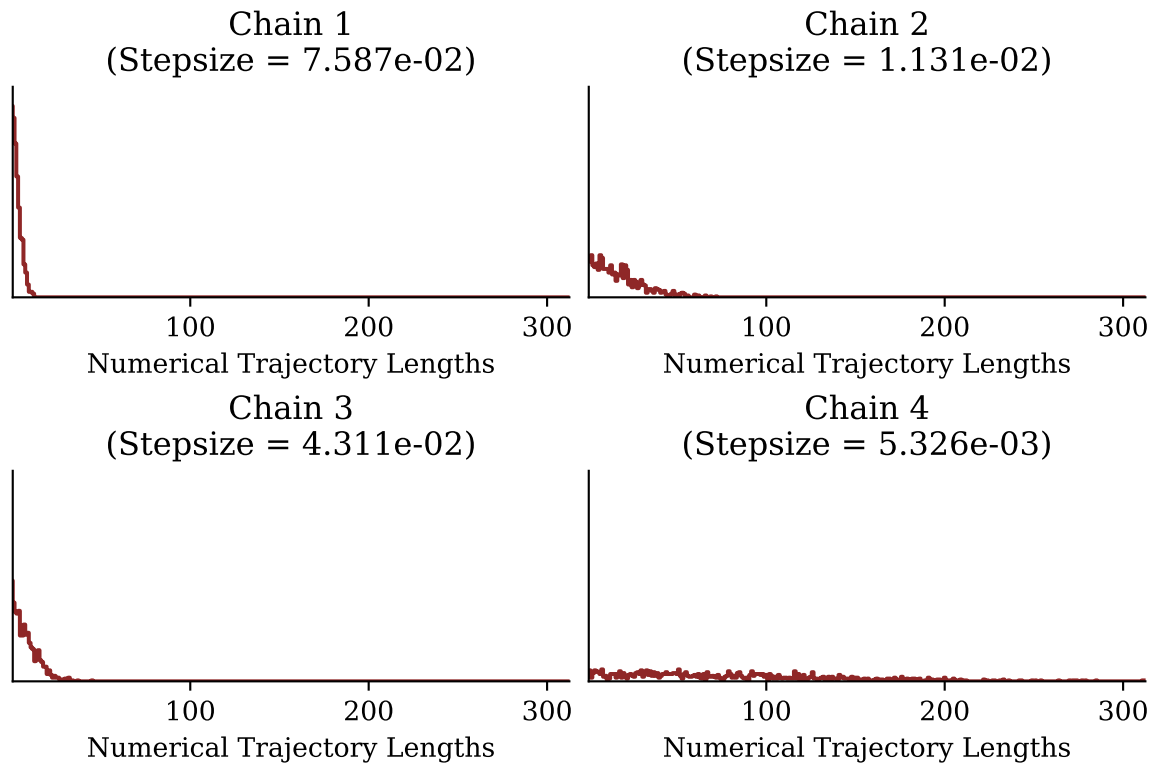 Chain 1
(Stepsize = 7.587e-02)
100
200
300
Numerical Trajectory Lengths
Chain 2
(Stepsize = 1.131e-02)
100
200
300
Numerical Trajectory Lengths
Chain 3
(Stepsize = 4.311e-02)
100
200
300
Numerical Trajectory Lengths
Chain 4
(Stepsize = 5.326e-03)
100
200
300
Numerical Trajectory Lengths